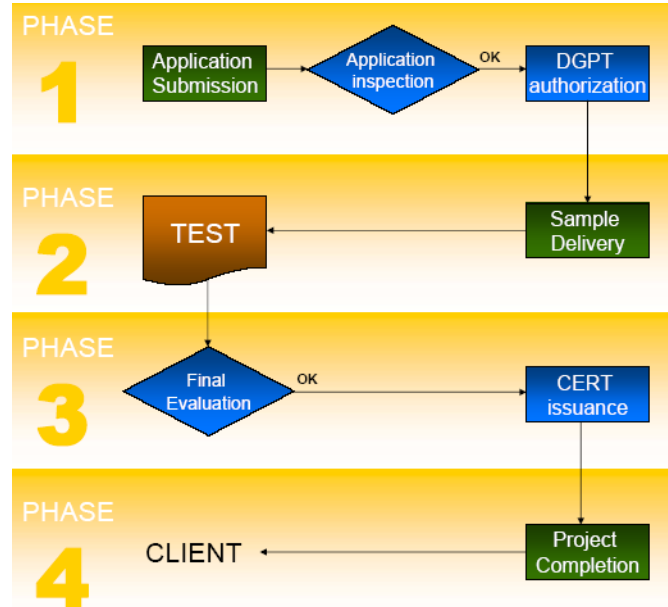 PHASE
1
Application
Submission
Application
inspection
OK
DGPT
authorization
PHASE
2
TEST
Sample
Delivery
PHASE
3
Final
Evaluation
OK
CERT
issuance
PHASE
4
CLIENT
Project
Completion